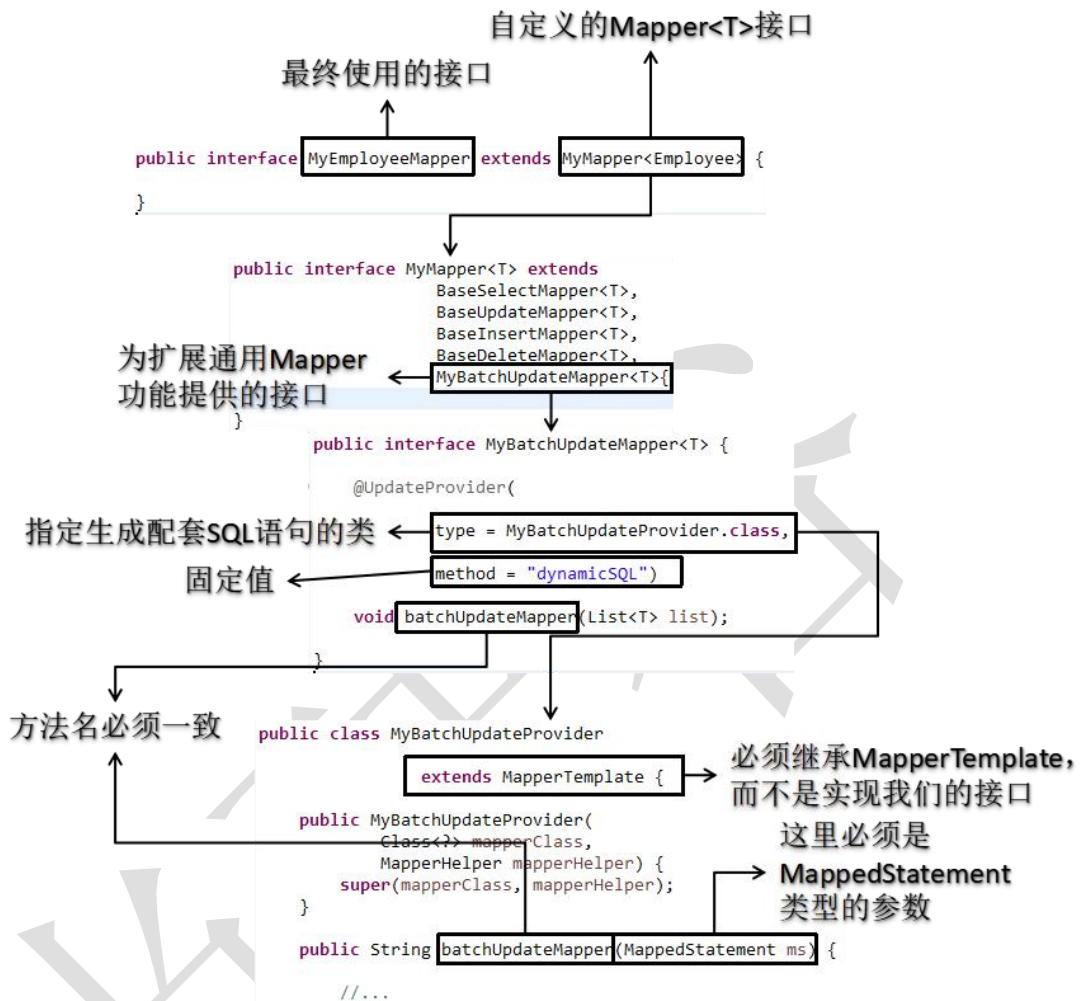 自定义的Mapper<T>接口
最终使用的接口
public interface MyEmployeeMapper extends MyMapper<Employee> {
}
public interface MyMapper<T> extends
BaseSelectMapper<T>,
BaseUpdateMapper<T>,
BaseInsertMapper<T>,
BaseDeleteMapper<T>,
为扩展通用Mapper
功能提供的接口
MyBatchUpdateMapper<T>{
}
public interface MyBatchUpdateMapper<T> {
@UpdateProvider(
指定生成配套SQL语句的类
type = MyBatchUpdateProvider.class,
固定值
method = "dynamicSQL")
void batchUpdateMapper(List<T> list);
}
方法名必须一致
public class MyBatchUpdateProvider
extends MapperTemplate {
必须继承MapperTemplate，
而不是实现我们的接口
public MyBatchUpdateProvider(
Class<?> mapperClass,
MapperHelper mapperHelper) {
super(mapperClass, mapperHelper);
}
这里必须是
MappedStatement
类型的参数
public String batchUpdateMapper(MappedStatement ms) {
//...